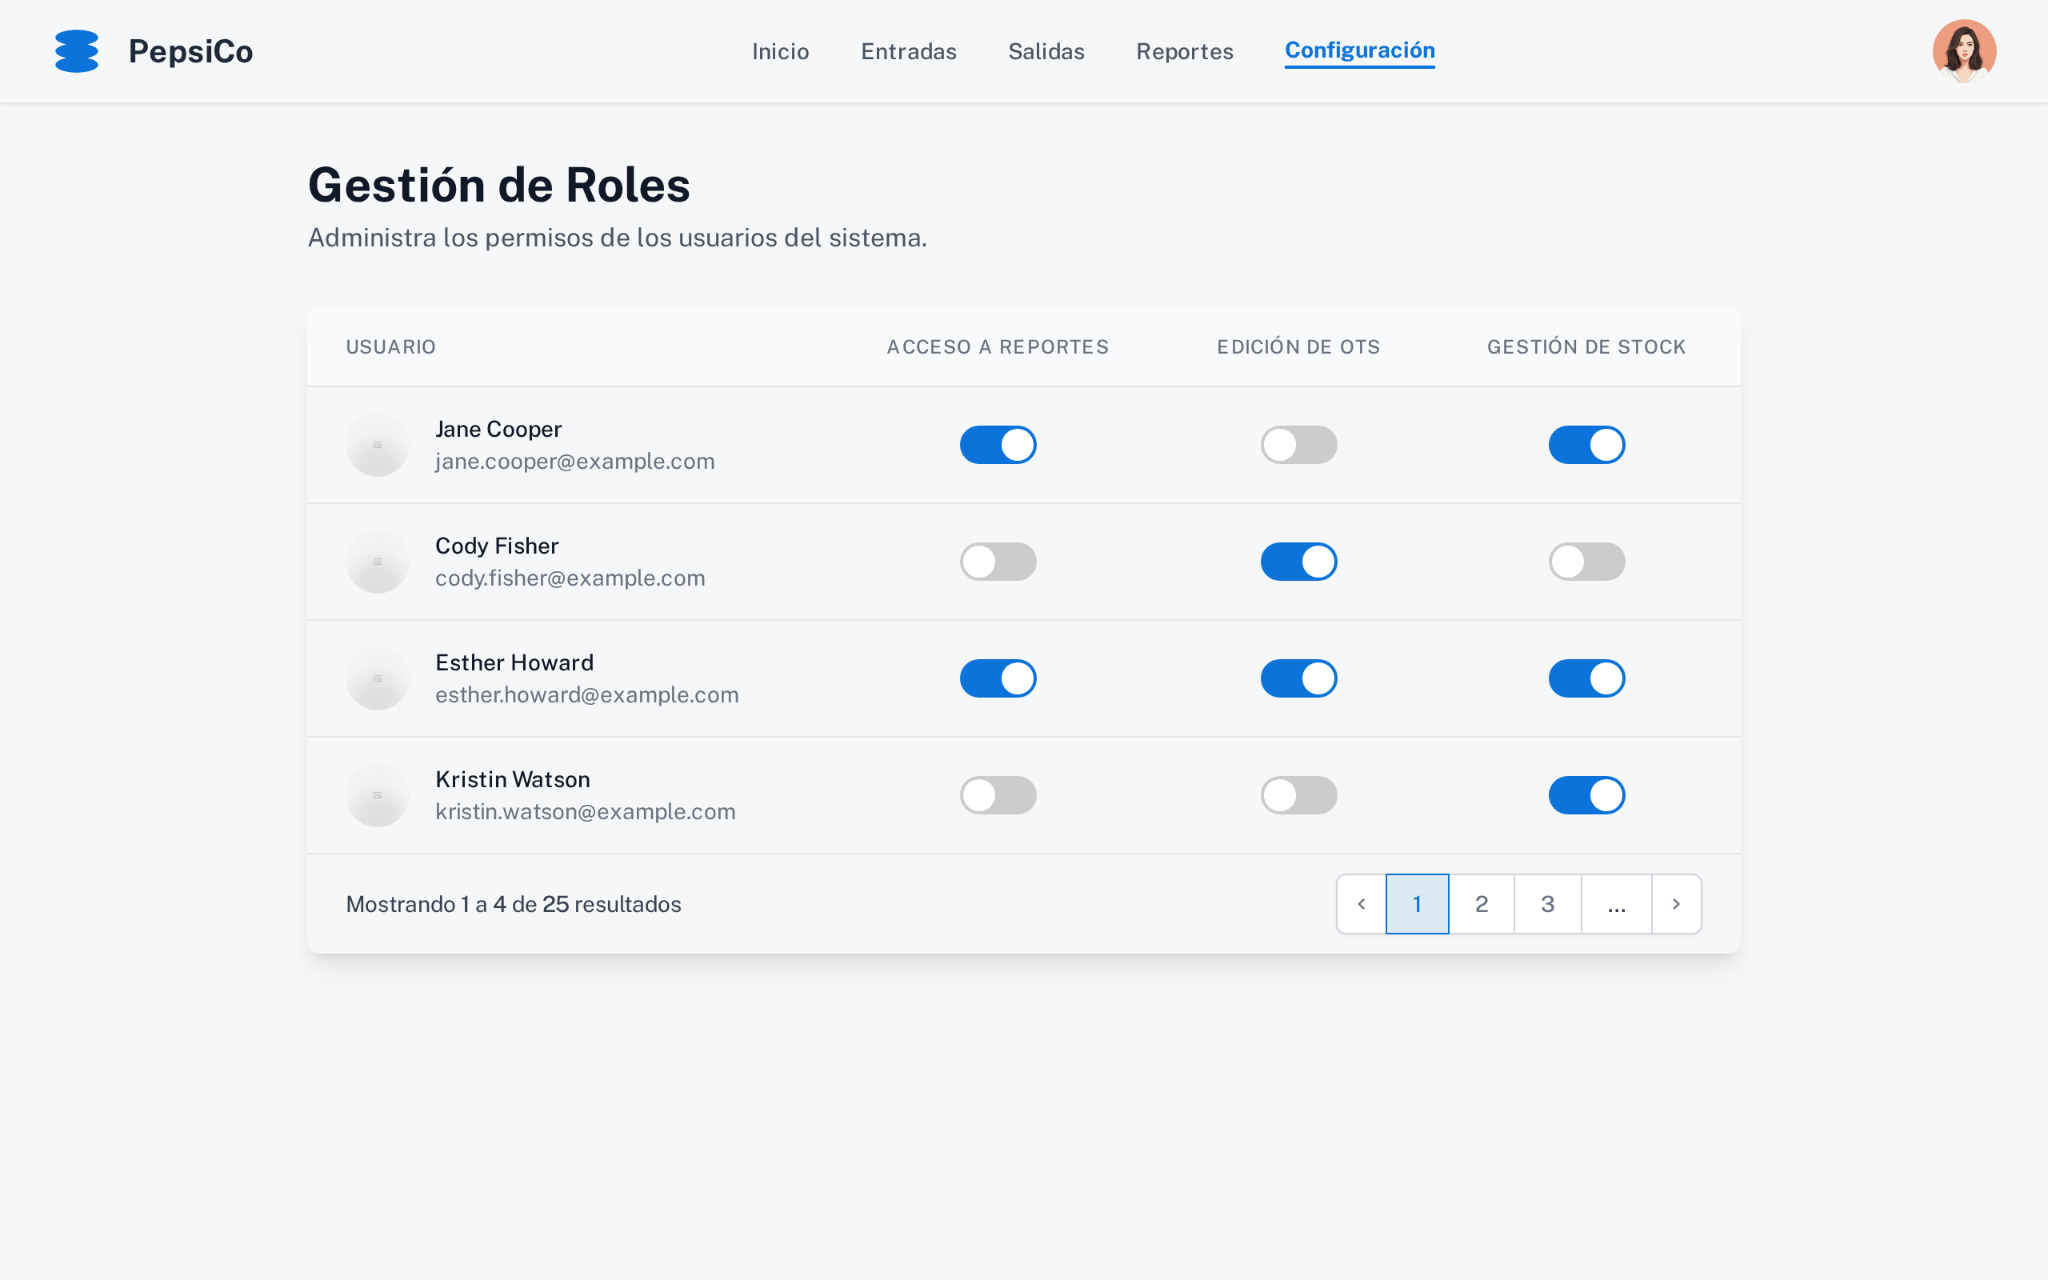 PepsiCo
Inicio Entradas Salidas Reportes Configuración
Gestión de Roles
Administra los permisos de los usuarios del sistema.
USUARIO ACCESO A REPORTES EDICIÓN DE OTS GESTIÓN DE STOCK
Jane Cooper
jane.cooper@example.com
Cody Fisher
cody.fisher@example.com
Esther Howard
esther.howard@example.com
Kristin Watson
kristin.watson@example.com
Mostrando 1 a 4 de 25 resultados
1 2 3 ...